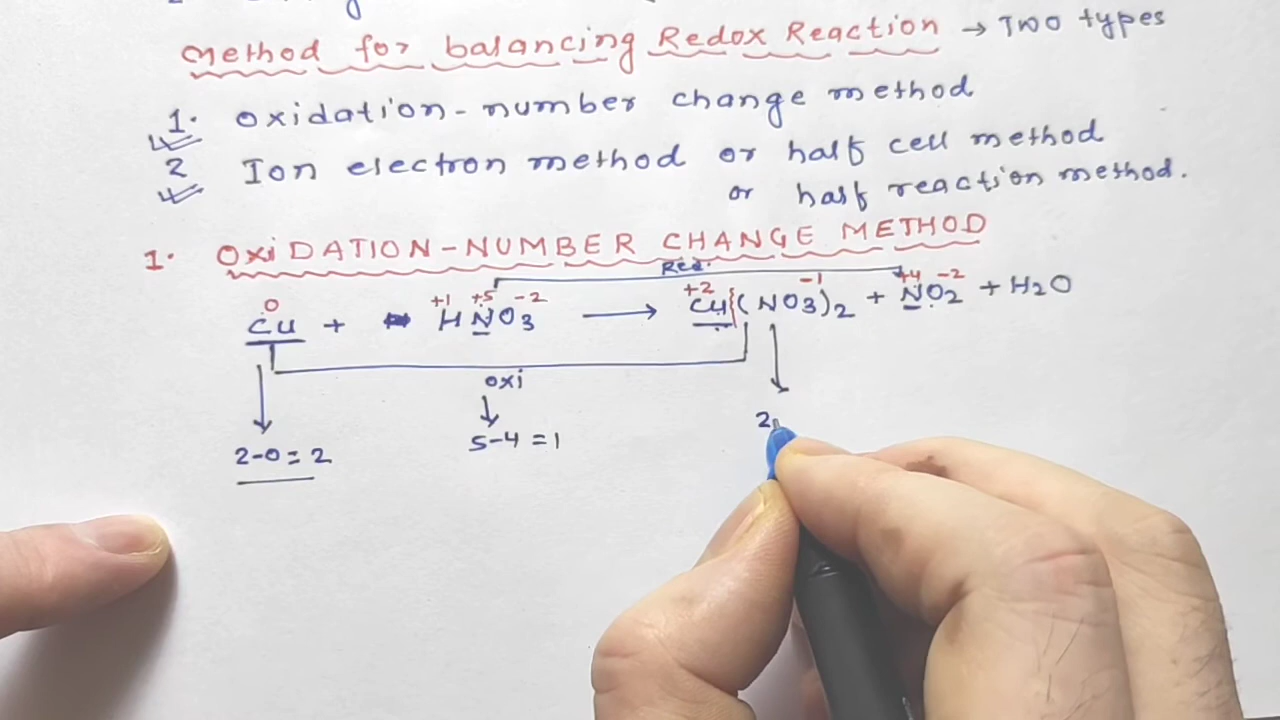 Method for balancing Redox Reaction → Two types
1. Oxidation-number change method
2 Ion electron method or half cell method
or half reaction method.
1. OXiDATION-NUMBER CHANGE METHOD
Red.
0 +1 +5 -2 +2 -1 +4 -2
Cu + HNO3 → Cu(NO3)2 + NO2 + H2O
oxi
2-0=2 5-4=1 2